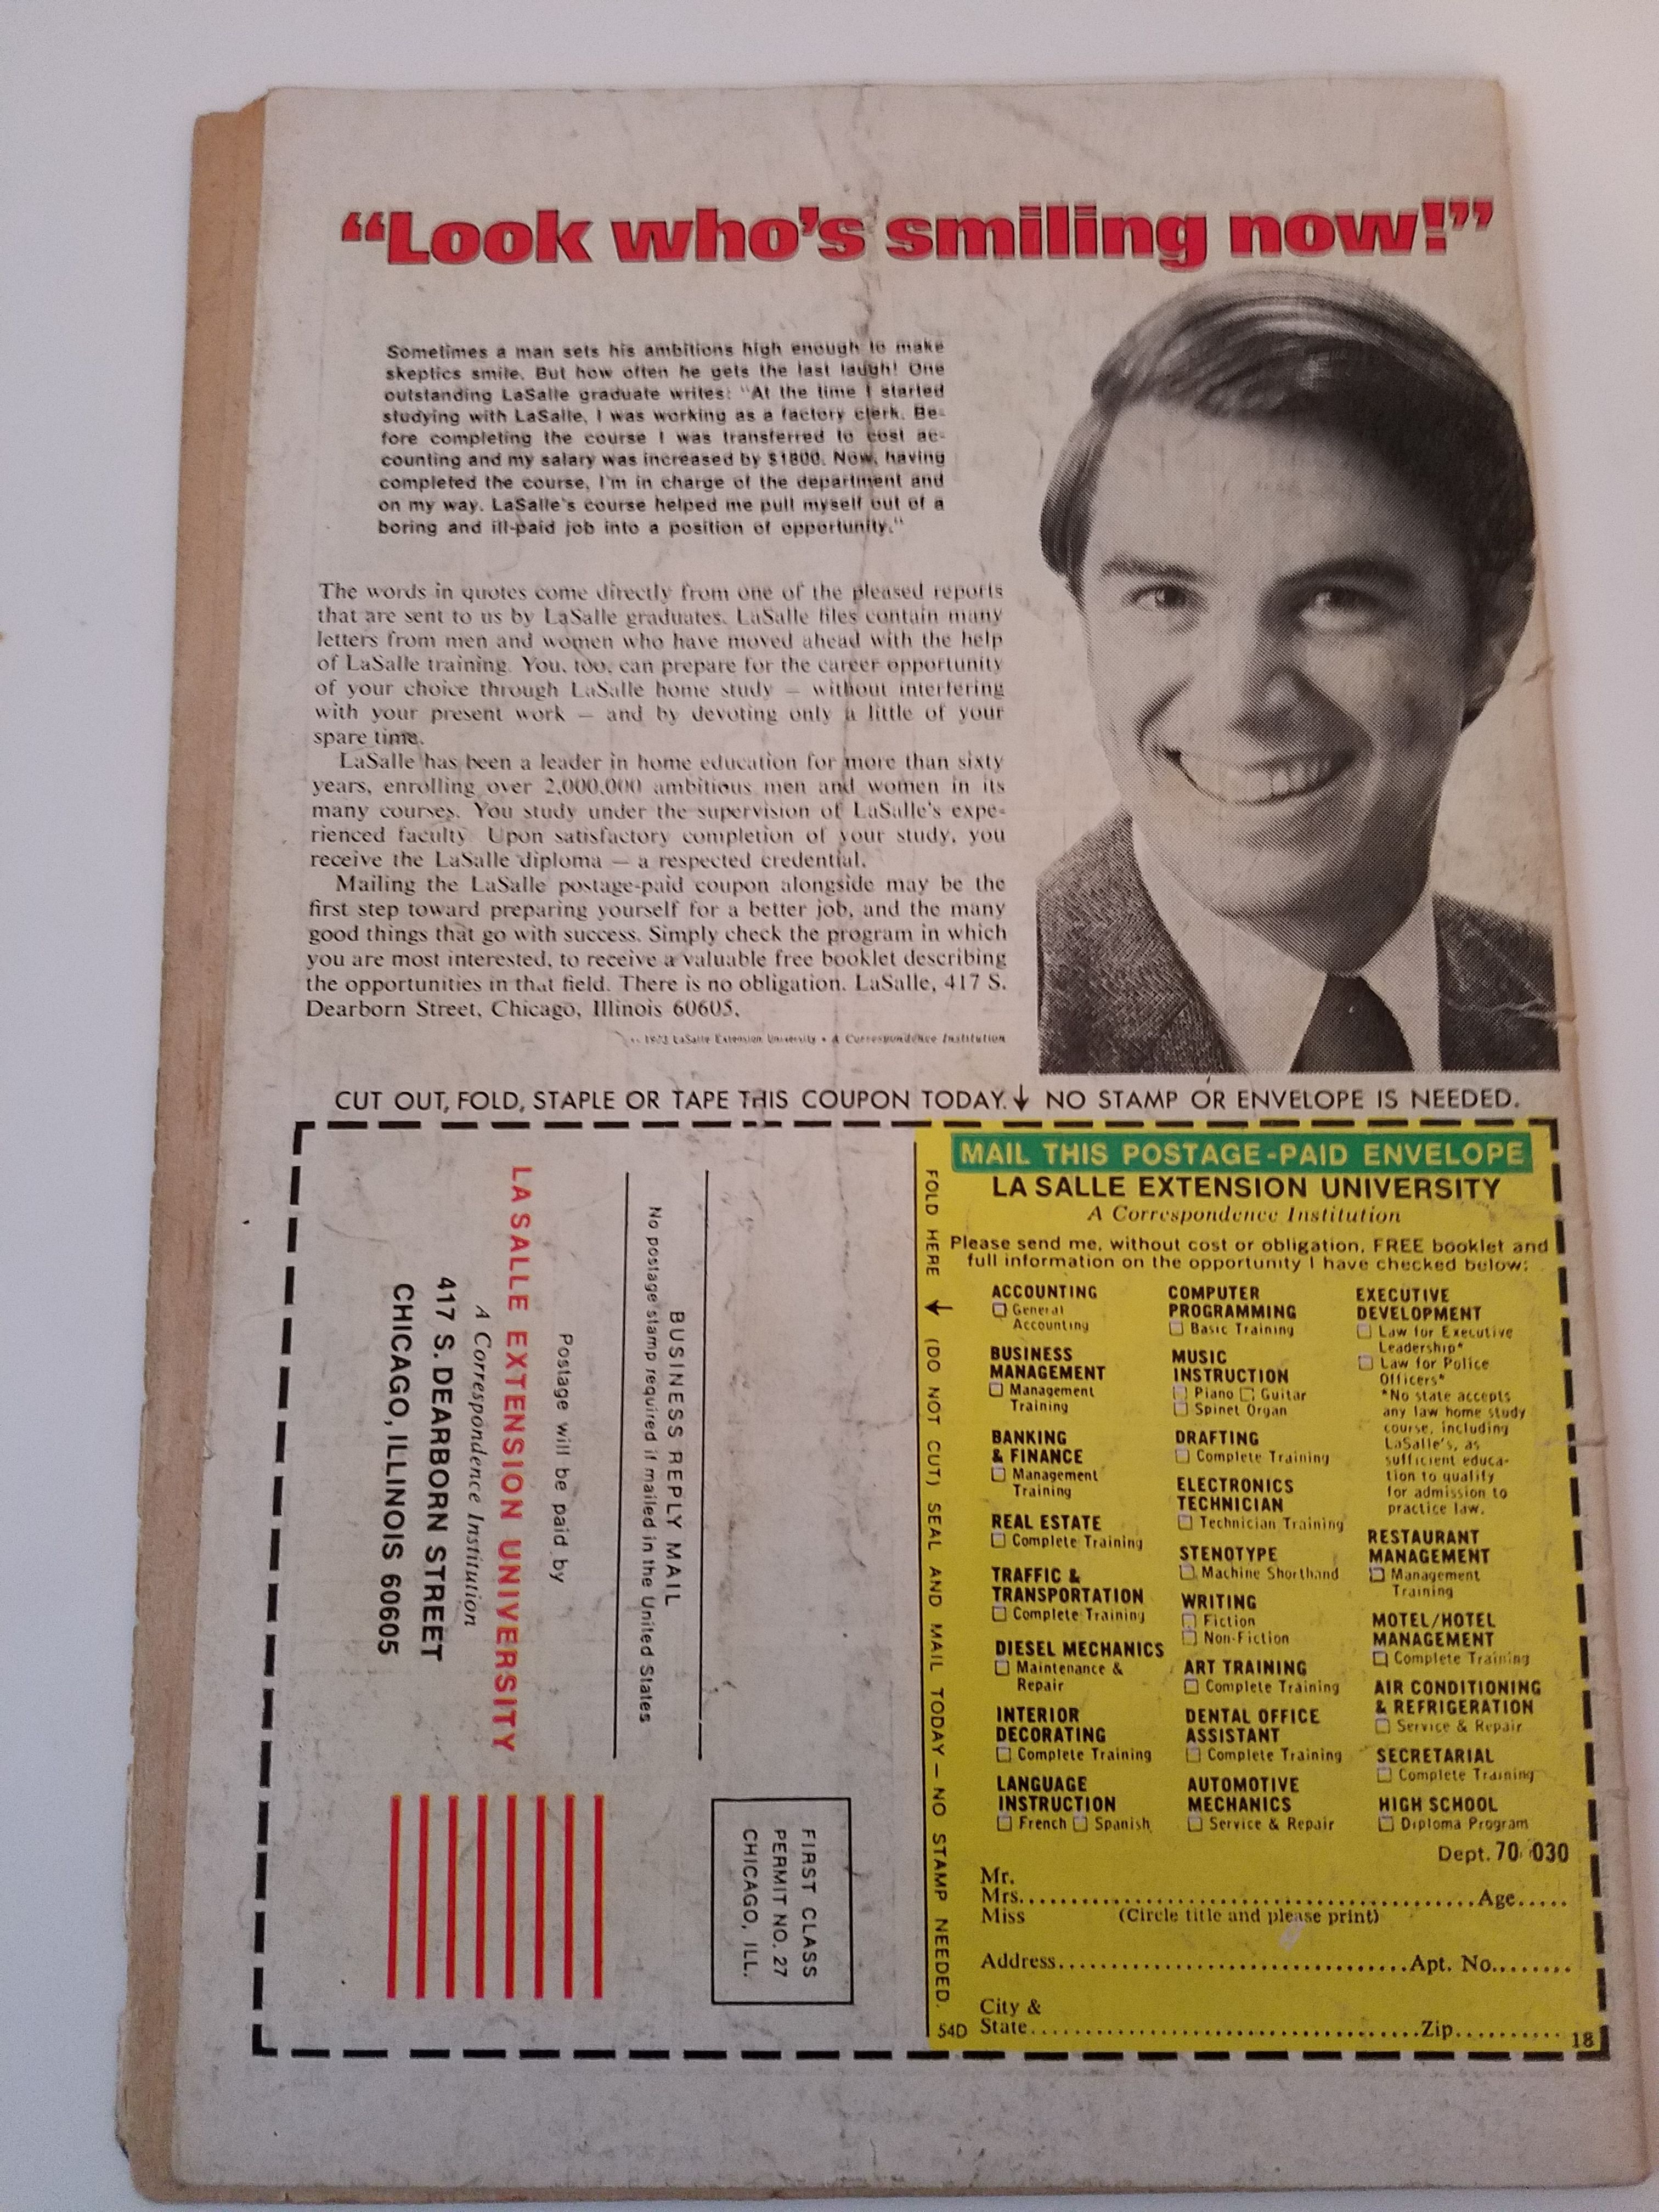 “Look who’s smiling now!”
Sometimes a man sets his ambitions high enough to make
skeptics smile. But how often he gets the last laugh! One
outstanding LaSalle graduate writes: “At the time I started
studying with LaSalle, I was working as a factory clerk. Be-
fore completing the course I was transferred to cost ac-
counting and my salary was increased by $1800. Now, having
completed the course, I’m in charge of the department and
on my way. LaSalle’s course helped me pull myself out of a
boring and ill-paid job into a position of opportunity.”
The words in quotes come directly from one of the pleased reports
that are sent to us by LaSalle graduates. LaSalle files contain many
letters from men and women who have moved ahead with the help
of LaSalle training. You, too, can prepare for the career opportunity
of your choice through LaSalle home study — without interfering
with your present work — and by devoting only a little of your
spare time.
LaSalle has been a leader in home education for more than sixty
years, enrolling over 2,000,000 ambitious men and women in its
many courses. You study under the supervision of LaSalle’s expe-
rienced faculty. Upon satisfactory completion of your study, you
receive the LaSalle diploma — a respected credential.
Mailing the LaSalle postage-paid coupon alongside may be the
first step toward preparing yourself for a better job, and the many
good things that go with success. Simply check the program in which
you are most interested, to receive a valuable free booklet describing
the opportunities in that field. There is no obligation. LaSalle, 417 S.
Dearborn Street, Chicago, Illinois 60605.
LaSalle Extension University • A Correspondence Institution
CUT OUT, FOLD, STAPLE OR TAPE THIS COUPON TODAY. ↓ NO STAMP OR ENVELOPE IS NEEDED.
FIRST CLASS
PERMIT NO. 27
CHICAGO, ILL.
BUSINESS REPLY MAIL
No postage stamp required if mailed in the United States
Postage will be paid by
LA SALLE EXTENSION UNIVERSITY
A Correspondence Institution
417 S. DEARBORN STREET
CHICAGO, ILLINOIS 60605
FOLD HERE (DO NOT CUT) SEAL AND MAIL TODAY — NO STAMP NEEDED.
MAIL THIS POSTAGE-PAID ENVELOPE
LA SALLE EXTENSION UNIVERSITY
A Correspondence Institution
Please send me, without cost or obligation, FREE booklet and
full information on the opportunity I have checked below:
ACCOUNTING
☐ General
Accounting
BUSINESS
MANAGEMENT
☐ Management
Training
BANKING
& FINANCE
☐ Management
Training
REAL ESTATE
☐ Complete Training
TRAFFIC &
TRANSPORTATION
☐ Complete Training
DIESEL MECHANICS
☐ Maintenance &
Repair
INTERIOR
DECORATING
☐ Complete Training
LANGUAGE
INSTRUCTION
☐ French ☐ Spanish
COMPUTER
PROGRAMMING
☐ Basic Training
MUSIC
INSTRUCTION
☐ Piano ☐ Guitar
☐ Spinet Organ
DRAFTING
☐ Complete Training
ELECTRONICS
TECHNICIAN
☐ Technician Training
STENOTYPE
☐ Machine Shorthand
WRITING
☐ Fiction
☐ Non-Fiction
ART TRAINING
☐ Complete Training
DENTAL OFFICE
ASSISTANT
☐ Complete Training
AUTOMOTIVE
MECHANICS
☐ Service & Repair
EXECUTIVE
DEVELOPMENT
☐ Law for Executive
Leadership*
☐ Law for Police
Officers*
*No state accepts
any law home study
course, including
LaSalle’s, as
sufficient educa-
tion to qualify
for admission to
practice law.
RESTAURANT
MANAGEMENT
☐ Management
Training
MOTEL/HOTEL
MANAGEMENT
☐ Complete Training
AIR CONDITIONING
& REFRIGERATION
☐ Service & Repair
SECRETARIAL
☐ Complete Training
HIGH SCHOOL
☐ Diploma Program
Dept. 70 030
Mr.
Mrs. Age
Miss (Circle title and please print)
Address Apt. No.
City &
State Zip
54D
18